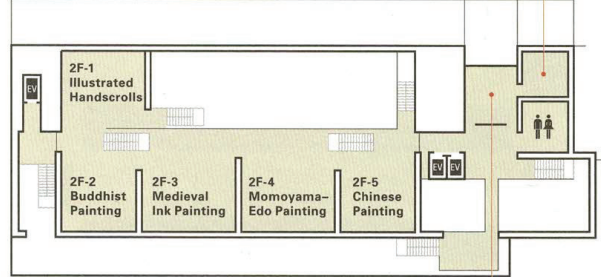 2F-1
Illustrated
Handscrolls
EV
2F-2
Buddhist
Painting
2F-3
Medieval
Ink Painting
2F-4
Momoyama–
Edo Painting
2F-5
Chinese
Painting
EV EV